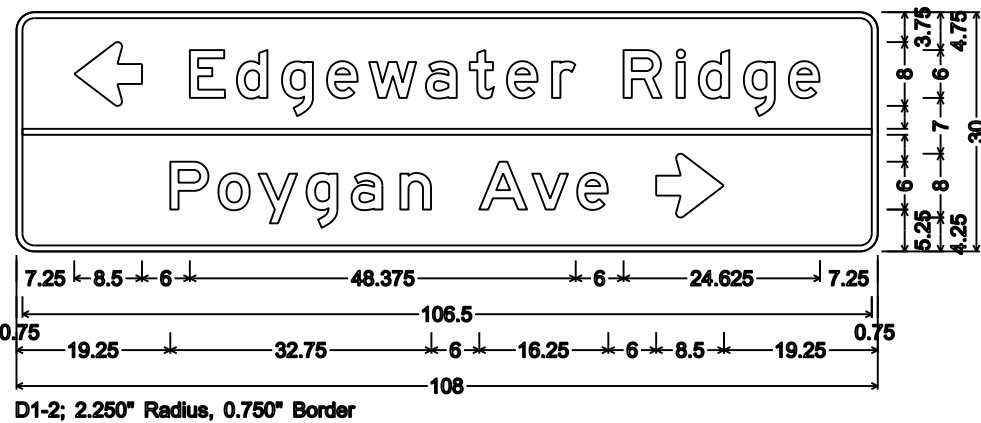 Edgewater Ridge
Poygan Ave
3.75 4.75
8 6
7
30
6 8
5.25 4.25
7.25 8.5 6 48.375 6 24.625 7.25
106.5
0.75 0.75
19.25 32.75 6 16.25 6 8.5 19.25
108
D1-2; 2.250" Radius, 0.750" Border